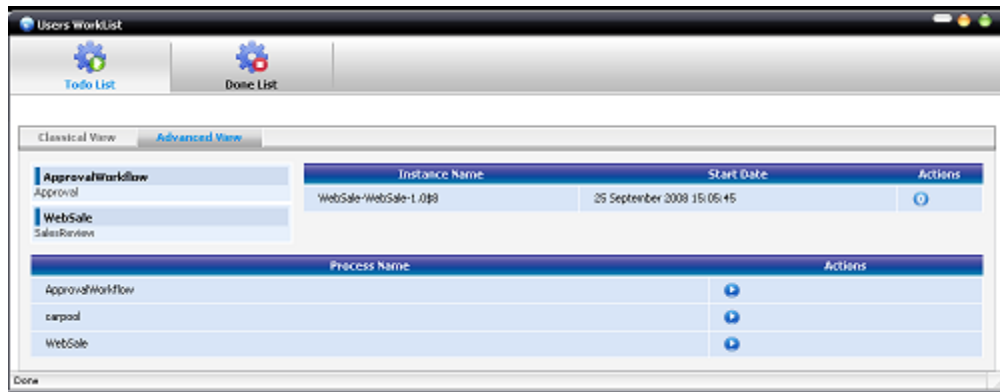 Users WorkList
Todo List Done List
Classical View Advanced View
ApprovalWorkflow
Approval
WebSale
SalesReview
Instance Name Start Date Actions
WebSale-WebSale-1.0$8 25 September 2008 15:05:45
Process Name Actions
ApprovalWorkflow
carpool
WebSale
Done